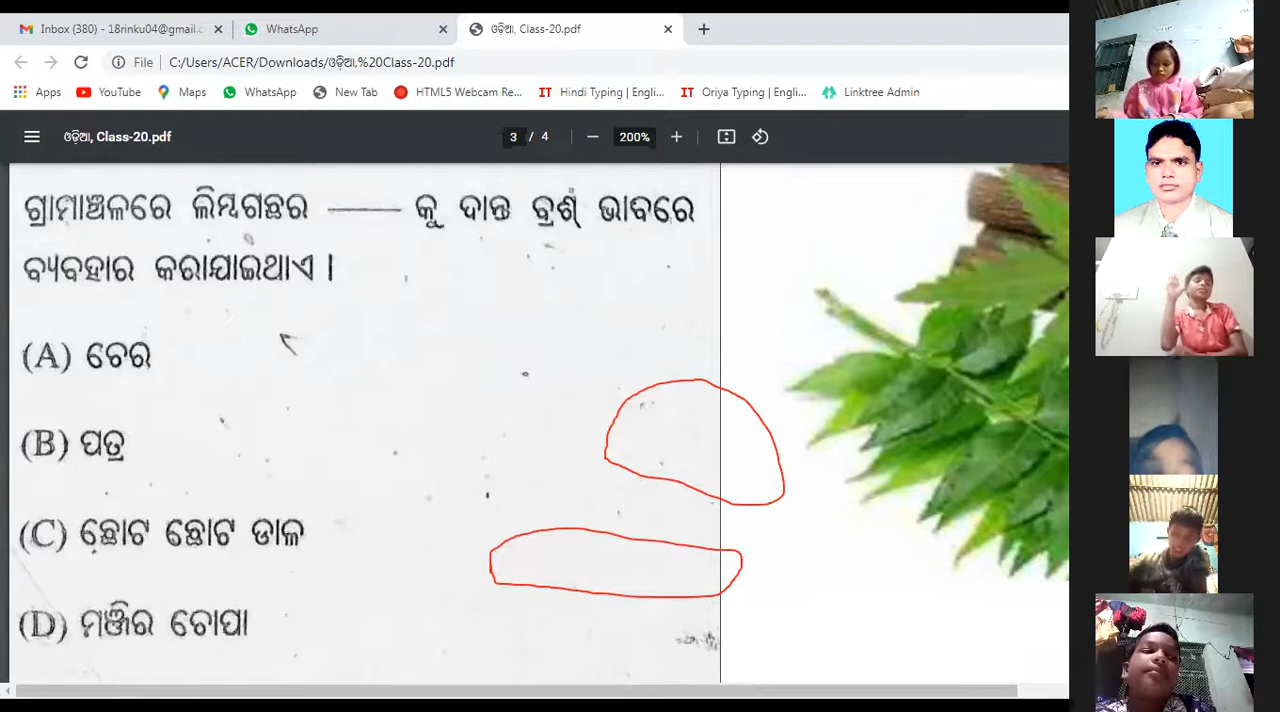 Inbox (380) - 18rinku04@gmail.c
WhatsApp
ଓଡ଼ିଆ, Class-20.pdf
File
C:/Users/ACER/Downloads/ଓଡ଼ିଆ,%20Class-20.pdf
Apps
YouTube
Maps
WhatsApp
New Tab
HTML5 Webcam Re...
IT Hindi Typing | Engli...
IT Oriya Typing | Engli...
Linktree Admin
ଓଡ଼ିଆ, Class-20.pdf
3 / 4
200%
ଗ୍ରାମାଞ୍ଚଳରେ ଲିମ୍ବଗଛର —— କୁ ଦାନ୍ତ ବ୍ରଶ୍ ଭାବରେ
ବ୍ୟବହାର କରାଯାଇଥାଏ ।
(A) ଚେର
(B) ପତ୍ର
(C) ଛୋଟ ଛୋଟ ଡାଳ
(D) ମଞ୍ଜିର ଚୋପା